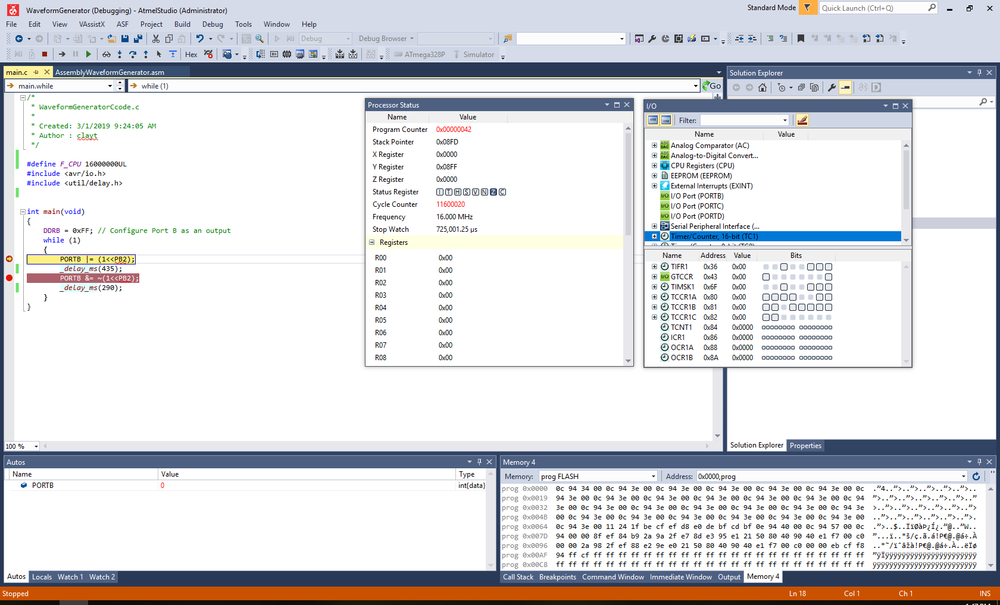 WaveformGenerator (Debugging) - AtmelStudio (Administrator)
Standard Mode
Quick Launch (Ctrl+Q)
File Edit View VAssistX ASF Project Build Debug Tools Window Help
Debug Debug Browser
Hex ATmega328P Simulator
main.c AssemblyWaveformGenerator.asm
main.while while (1) Go
/*
* WaveformGeneratorCcode.c
*
* Created: 3/1/2019 9:24:05 AM
* Author : clayt
*/
#define F_CPU 16000000UL
#include <avr/io.h>
#include <util/delay.h>
int main(void)
{
DDRB = 0xFF; // Configure Port B as an output
while (1)
{
PORTB |= (1<<PB2);
_delay_ms(435);
PORTB &= ~(1<<PB2);
_delay_ms(290);
}
}
100 %
Processor Status
Name Value
Program Counter 0x00000042
Stack Pointer 0x08FD
X Register 0x0000
Y Register 0x08FF
Z Register 0x0000
Status Register I T H S V N Z C
Cycle Counter 11600020
Frequency 16.000 MHz
Stop Watch 725,001.25 µs
Registers
R00 0x00
R01 0x00
R02 0x00
R03 0x00
R04 0x00
R05 0x00
R06 0x00
R07 0x00
R08 0x00
I/O
Filter:
Name Value
Analog Comparator (AC)
Analog-to-Digital Convert...
CPU Registers (CPU)
EEPROM (EEPROM)
External Interrupts (EXINT)
I/O Port (PORTB)
I/O Port (PORTC)
I/O Port (PORTD)
Serial Peripheral Interface (...
Timer/Counter, 16-bit (TC1)
Name Address Value Bits
TIFR1 0x36 0x00
GTCCR 0x43 0x00
TIMSK1 0x6F 0x00
TCCR1A 0x80 0x00
TCCR1B 0x81 0x00
TCCR1C 0x82 0x00
TCNT1 0x84 0x0000
ICR1 0x86 0x0000
OCR1A 0x88 0x0000
OCR1B 0x8A 0x0000
Solution Explorer
Solution Explorer Properties
Autos
Name Value Type
PORTB 0 int{data}
Autos Locals Watch 1 Watch 2
Memory 4
Memory: prog FLASH Address: 0x0000,prog
prog 0x0000 0c 94 34 00 0c 94 3e 00 0c 94 3e 00 0c 94 3e 00 0c 94 3e 00 0c 94 3e 00 0c
prog 0x0019 94 3e 00 0c 94 3e 00 0c 94 3e 00 0c 94 3e 00 0c 94 3e 00 0c 94 3e 00 0c 94
prog 0x0032 3e 00 0c 94 3e 00 0c 94 3e 00 0c 94 3e 00 0c 94 3e 00 0c 94 3e 00 0c 94 3e
prog 0x004B 00 0c 94 3e 00 0c 94 3e 00 0c 94 3e 00 0c 94 3e 00 0c 94 3e 00 0c 94 3e 00
prog 0x0064 0c 94 3e 00 11 24 1f be cf ef d8 e0 de bf cd bf 0e 94 40 00 0c 94 57 00 0c
prog 0x007D 94 00 00 8f ef 84 b9 2a 9a 2f e7 8d e3 95 e1 21 50 80 40 90 40 e1 f7 00 c0
prog 0x0096 00 00 2a 98 2f ef 88 e2 9e e0 21 50 80 40 90 40 e1 f7 00 c0 00 00 eb cf f8
prog 0x00AF 94 ff cf ff ff ff ff ff ff ff ff ff ff ff ff ff ff ff ff ff ff ff ff ff ff
prog 0x00C8 ff ff ff ff ff ff ff ff ff ff ff ff ff ff ff ff ff ff ff ff ff ff ff ff ff
Call Stack Breakpoints Command Window Immediate Window Output Memory 4
Stopped Ln 18 Col 1 Ch 1 INS